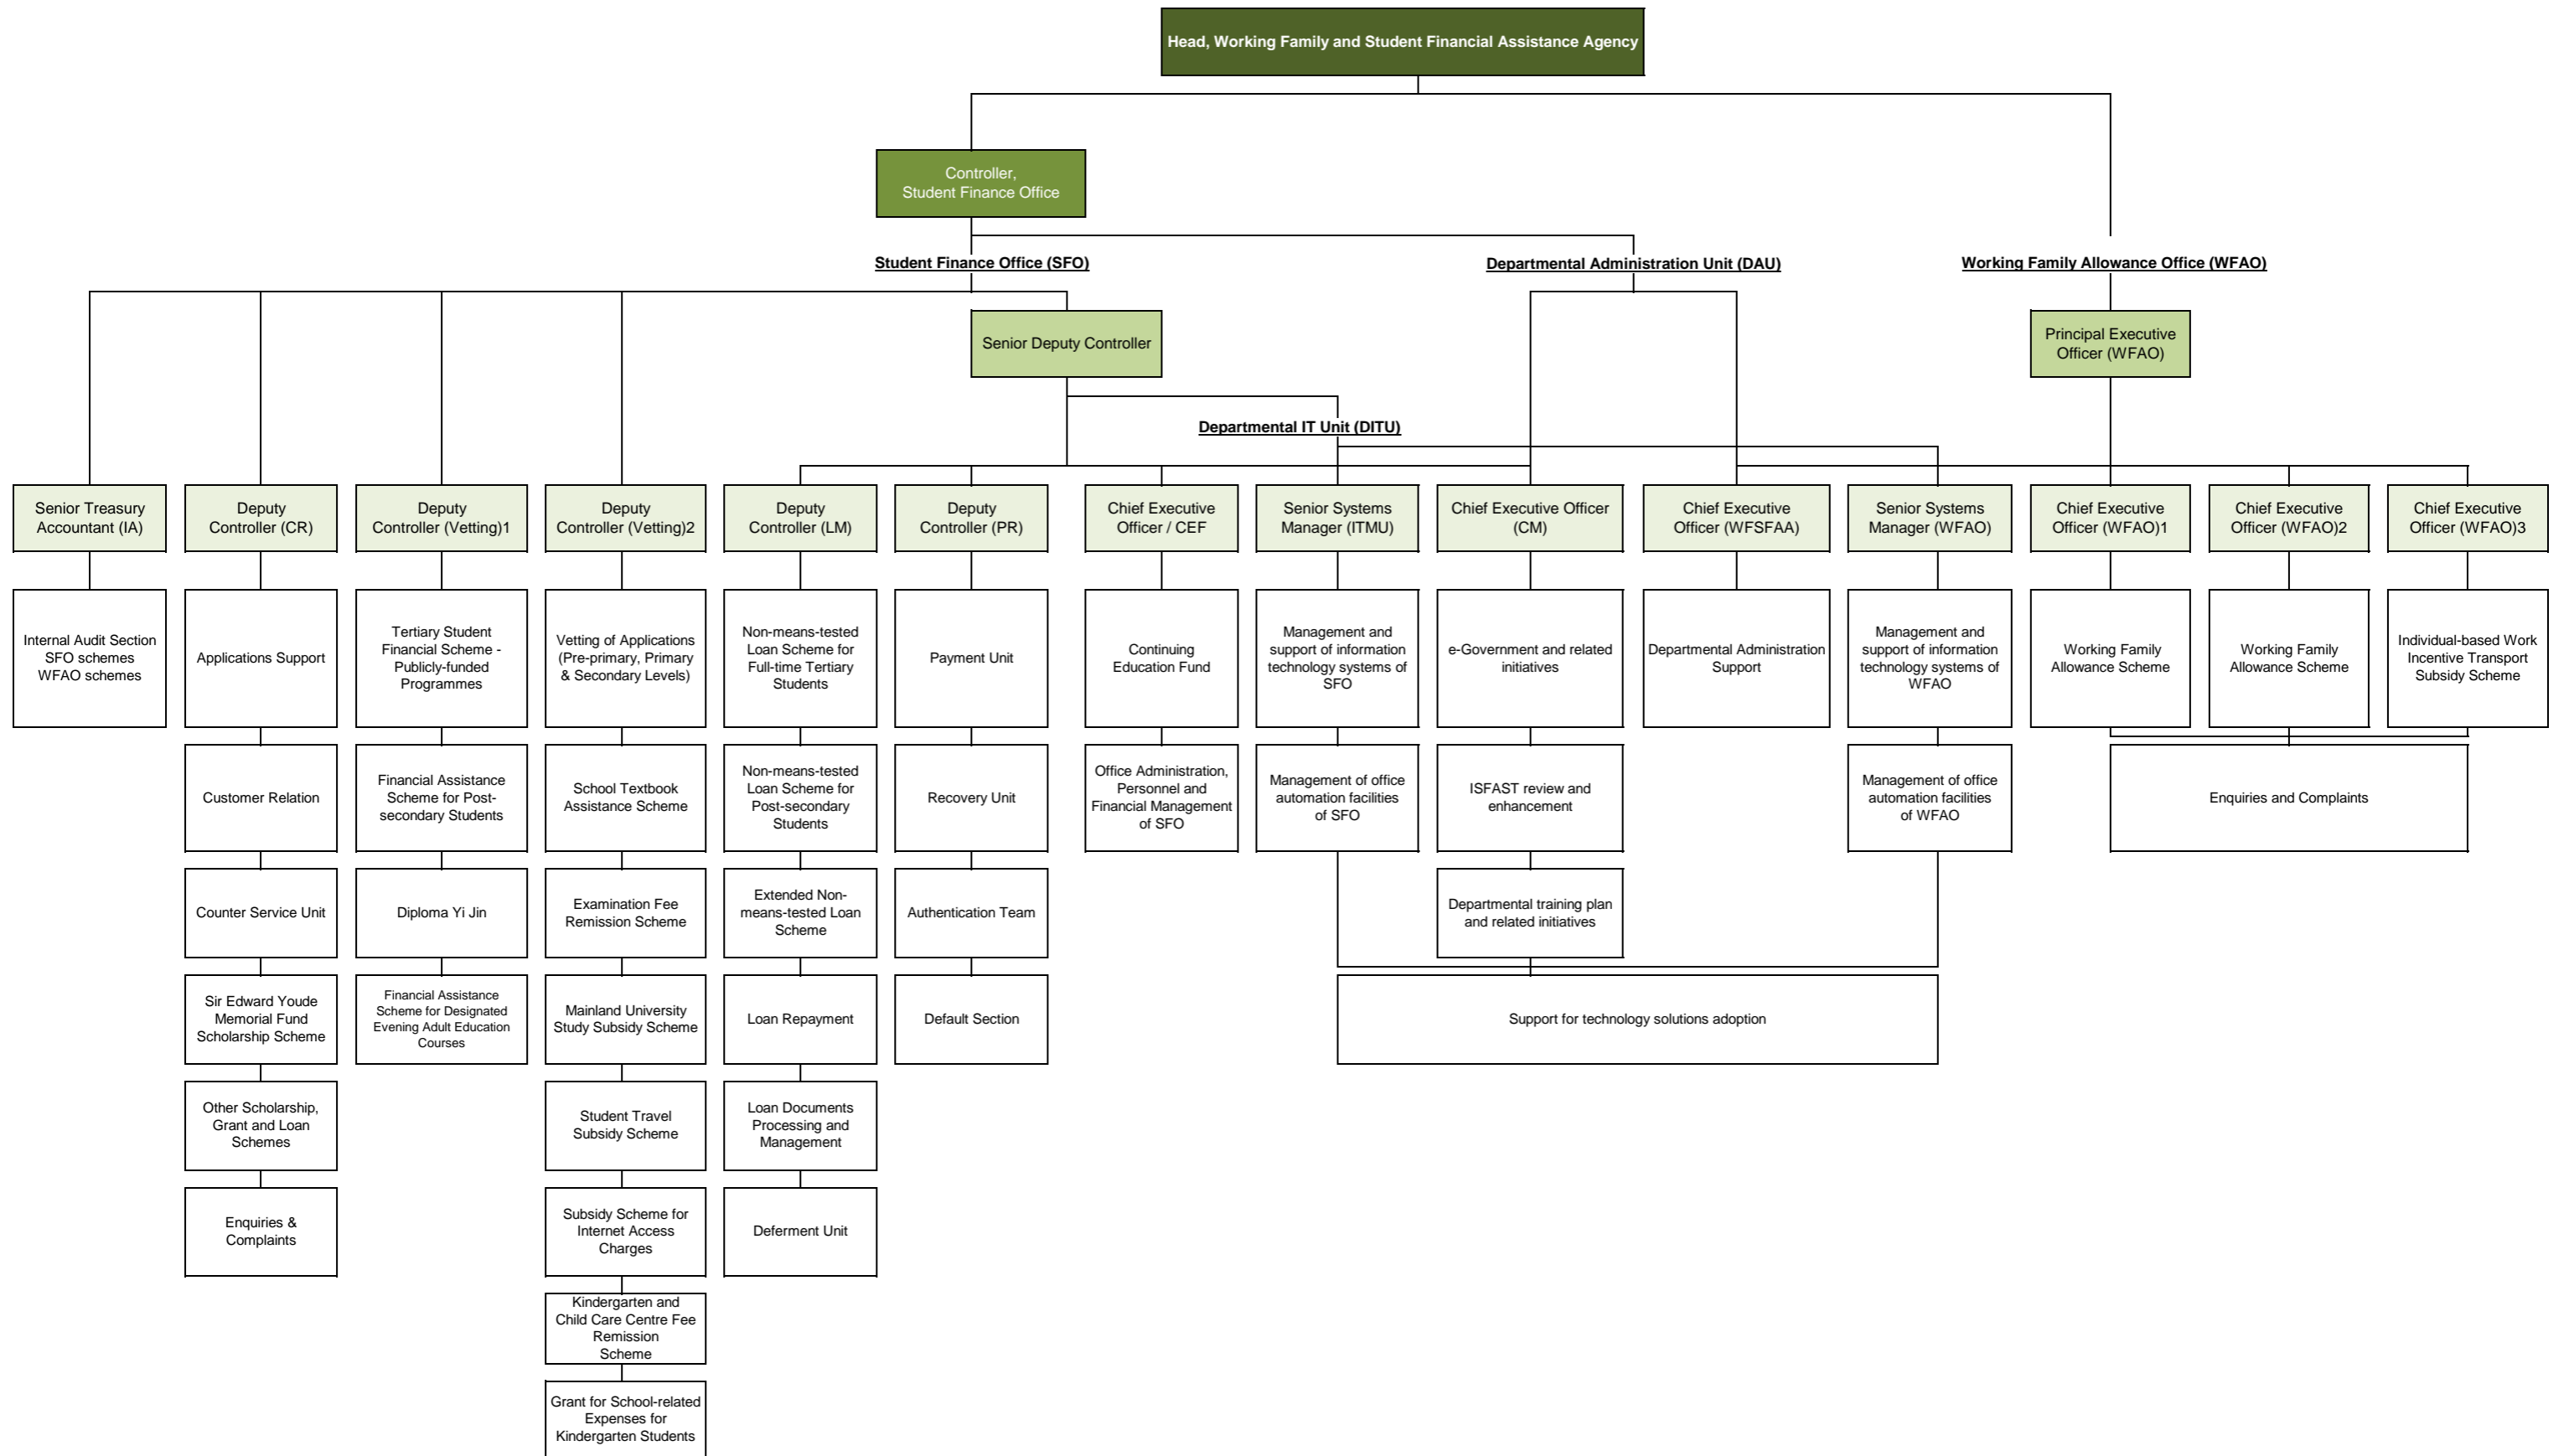 Head, Working Family and Student Financial Assistance Agency
Controller,
Student Finance Office
Student Finance Office (SFO)
Departmental Administration Unit (DAU)
Working Family Allowance Office (WFAO)
Senior Deputy Controller
Principal Executive
Officer (WFAO)
Departmental IT Unit (DITU)
Senior Treasury
Accountant (IA)
Deputy
Controller (CR)
Deputy
Controller (Vetting)1
Deputy
Controller (Vetting)2
Deputy
Controller (LM)
Deputy
Controller (PR)
Chief Executive
Officer / CEF
Senior Systems
Manager (ITMU)
Chief Executive Officer
(CM)
Chief Executive
Officer (WFSFAA)
Senior Systems
Manager (WFAO)
Chief Executive
Officer (WFAO)1
Chief Executive
Officer (WFAO)2
Chief Executive
Officer (WFAO)3
Internal Audit Section
SFO schemes
WFAO schemes
Applications Support
Tertiary Student
Financial Scheme -
Publicly-funded
Programmes
Vetting of Applications
(Pre-primary, Primary
& Secondary Levels)
Non-means-tested
Loan Scheme for
Full-time Tertiary
Students
Payment Unit
Continuing
Education Fund
Management and
support of information
technology systems of
SFO
e-Government and related
initiatives
Departmental Administration
Support
Management and
support of information
technology systems of
WFAO
Working Family
Allowance Scheme
Working Family
Allowance Scheme
Individual-based Work
Incentive Transport
Subsidy Scheme
Customer Relation
Financial Assistance
Scheme for Post-
secondary Students
School Textbook
Assistance Scheme
Non-means-tested
Loan Scheme for
Post-secondary
Students
Recovery Unit
Office Administration,
Personnel and
Financial Management
of SFO
Management of office
automation facilities
of SFO
ISFAST review and
enhancement
Management of office
automation facilities
of WFAO
Enquiries and Complaints
Counter Service Unit
Diploma Yi Jin
Examination Fee
Remission Scheme
Extended Non-
means-tested Loan
Scheme
Authentication Team
Departmental training plan
and related initiatives
Sir Edward Youde
Memorial Fund
Scholarship Scheme
Financial Assistance
Scheme for Designated
Evening Adult Education
Courses
Mainland University
Study Subsidy Scheme
Loan Repayment
Default Section
Support for technology solutions adoption
Other Scholarship,
Grant and Loan
Schemes
Student Travel
Subsidy Scheme
Loan Documents
Processing and
Management
Enquiries &
Complaints
Subsidy Scheme for
Internet Access
Charges
Deferment Unit
Kindergarten and
Child Care Centre Fee
Remission
Scheme
Grant for School-related
Expenses for
Kindergarten Students